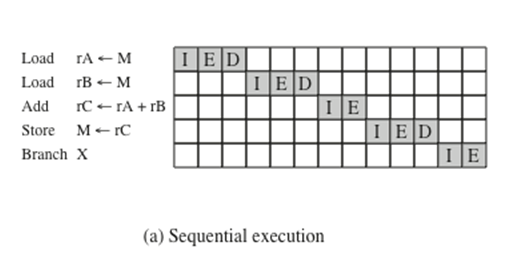 Load rA ← M I E D
Load rB ← M I E D
Add rC ← rA + rB I E
Store M ← rC I E D
Branch X I E
(a) Sequential execution